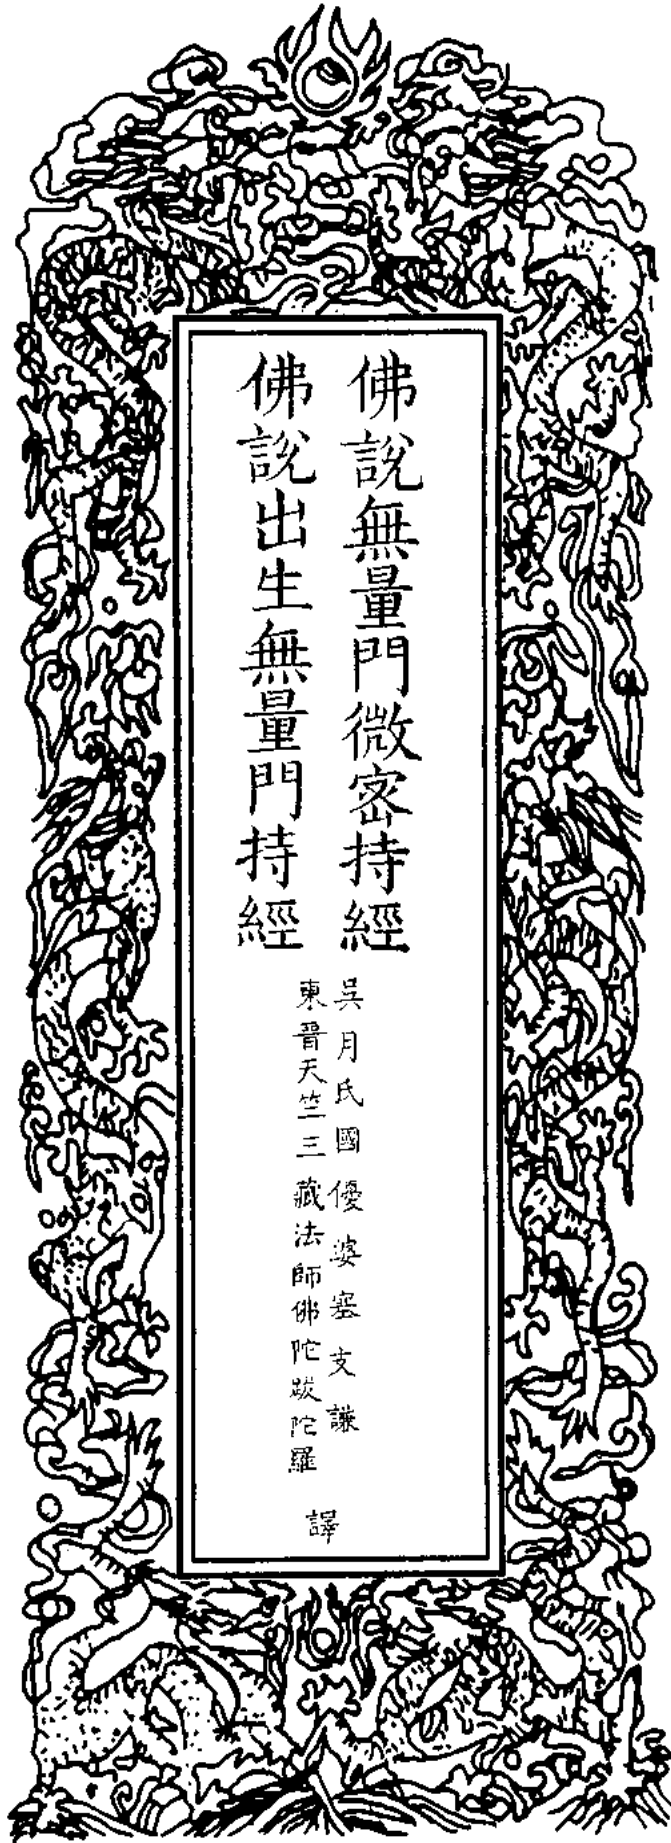 佛說無量門微密持經
佛說出生無量門持經
吳月氏國優婆塞支謙
東晋天竺三藏法師佛陀跋陀羅
譯